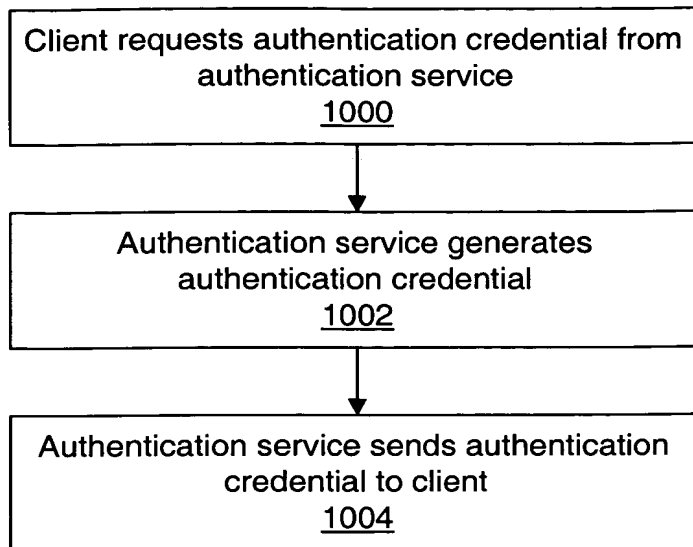 Client requests authentication credential from
authentication service
1000
Authentication service generates
authentication credential
1002
Authentication service sends authentication
credential to client
1004